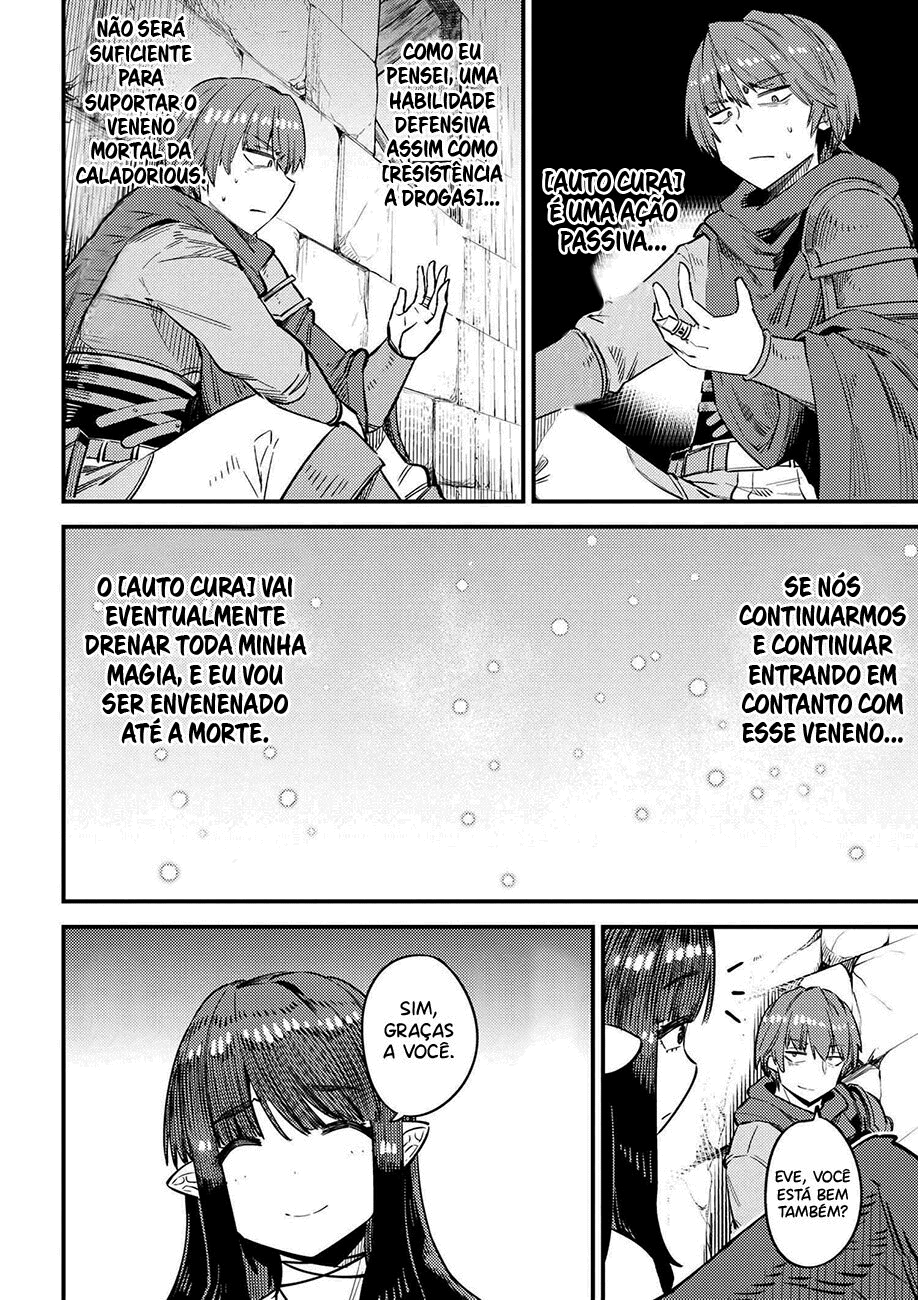 [AUTO CURA]
É UMA AÇÃO
PASSIVA...
COMO EU
PENSEI, UMA
HABILIDADE
DEFENSIVA
ASSIM COMO
[RESISTÊNCIA
A DROGAS]...
NÃO SERÁ
SUFICIENTE
PARA
SUPORTAR O
VENENO
MORTAL DA
CALADORIOUS.
SE NÓS
CONTINUARMOS
E CONTINUAR
ENTRANDO EM
CONTANTO COM
ESSE VENENO...
O [AUTO CURA] VAI
EVENTUALMENTE
DRENAR TODA MINHA
MAGIA, E EU VOU
SER ENVENENADO
ATÉ A MORTE.
EVE, VOCÊ
ESTÁ BEM
TAMBÉM?
SIM,
GRAÇAS
A VOCÊ.